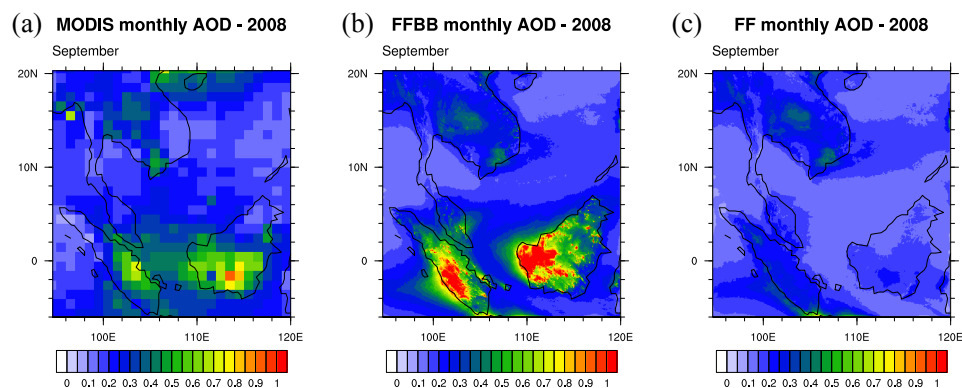 (a) MODIS monthly AOD - 2008
September
20N
10N
0
100E 110E 120E
0 0.1 0.2 0.3 0.4 0.5 0.6 0.7 0.8 0.9 1
(b) FFBB monthly AOD - 2008
September
20N
10N
0
100E 110E 120E
0 0.1 0.2 0.3 0.4 0.5 0.6 0.7 0.8 0.9 1
(c) FF monthly AOD - 2008
September
20N
10N
0
100E 110E 120E
0 0.1 0.2 0.3 0.4 0.5 0.6 0.7 0.8 0.9 1